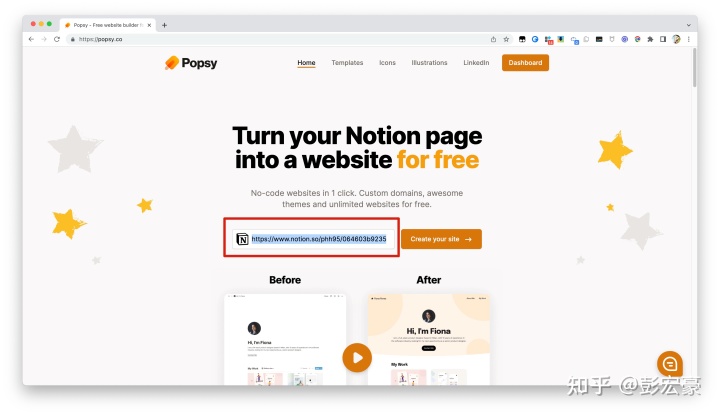 Popsy - Free website builder f
https://popsy.co
Popsy
Home
Templates
Icons
Illustrations
LinkedIn
Dashboard
Turn your Notion page
into a website for free
No-code websites in 1 click. Custom domains, awesome
themes and unlimited websites for free.
https://www.notion.so/phh95/064603b9235
Create your site →
Before
After
Hi, I'm Fiona
My Work
Hi, I'm Fiona
My Work
知乎 @彭宏豪